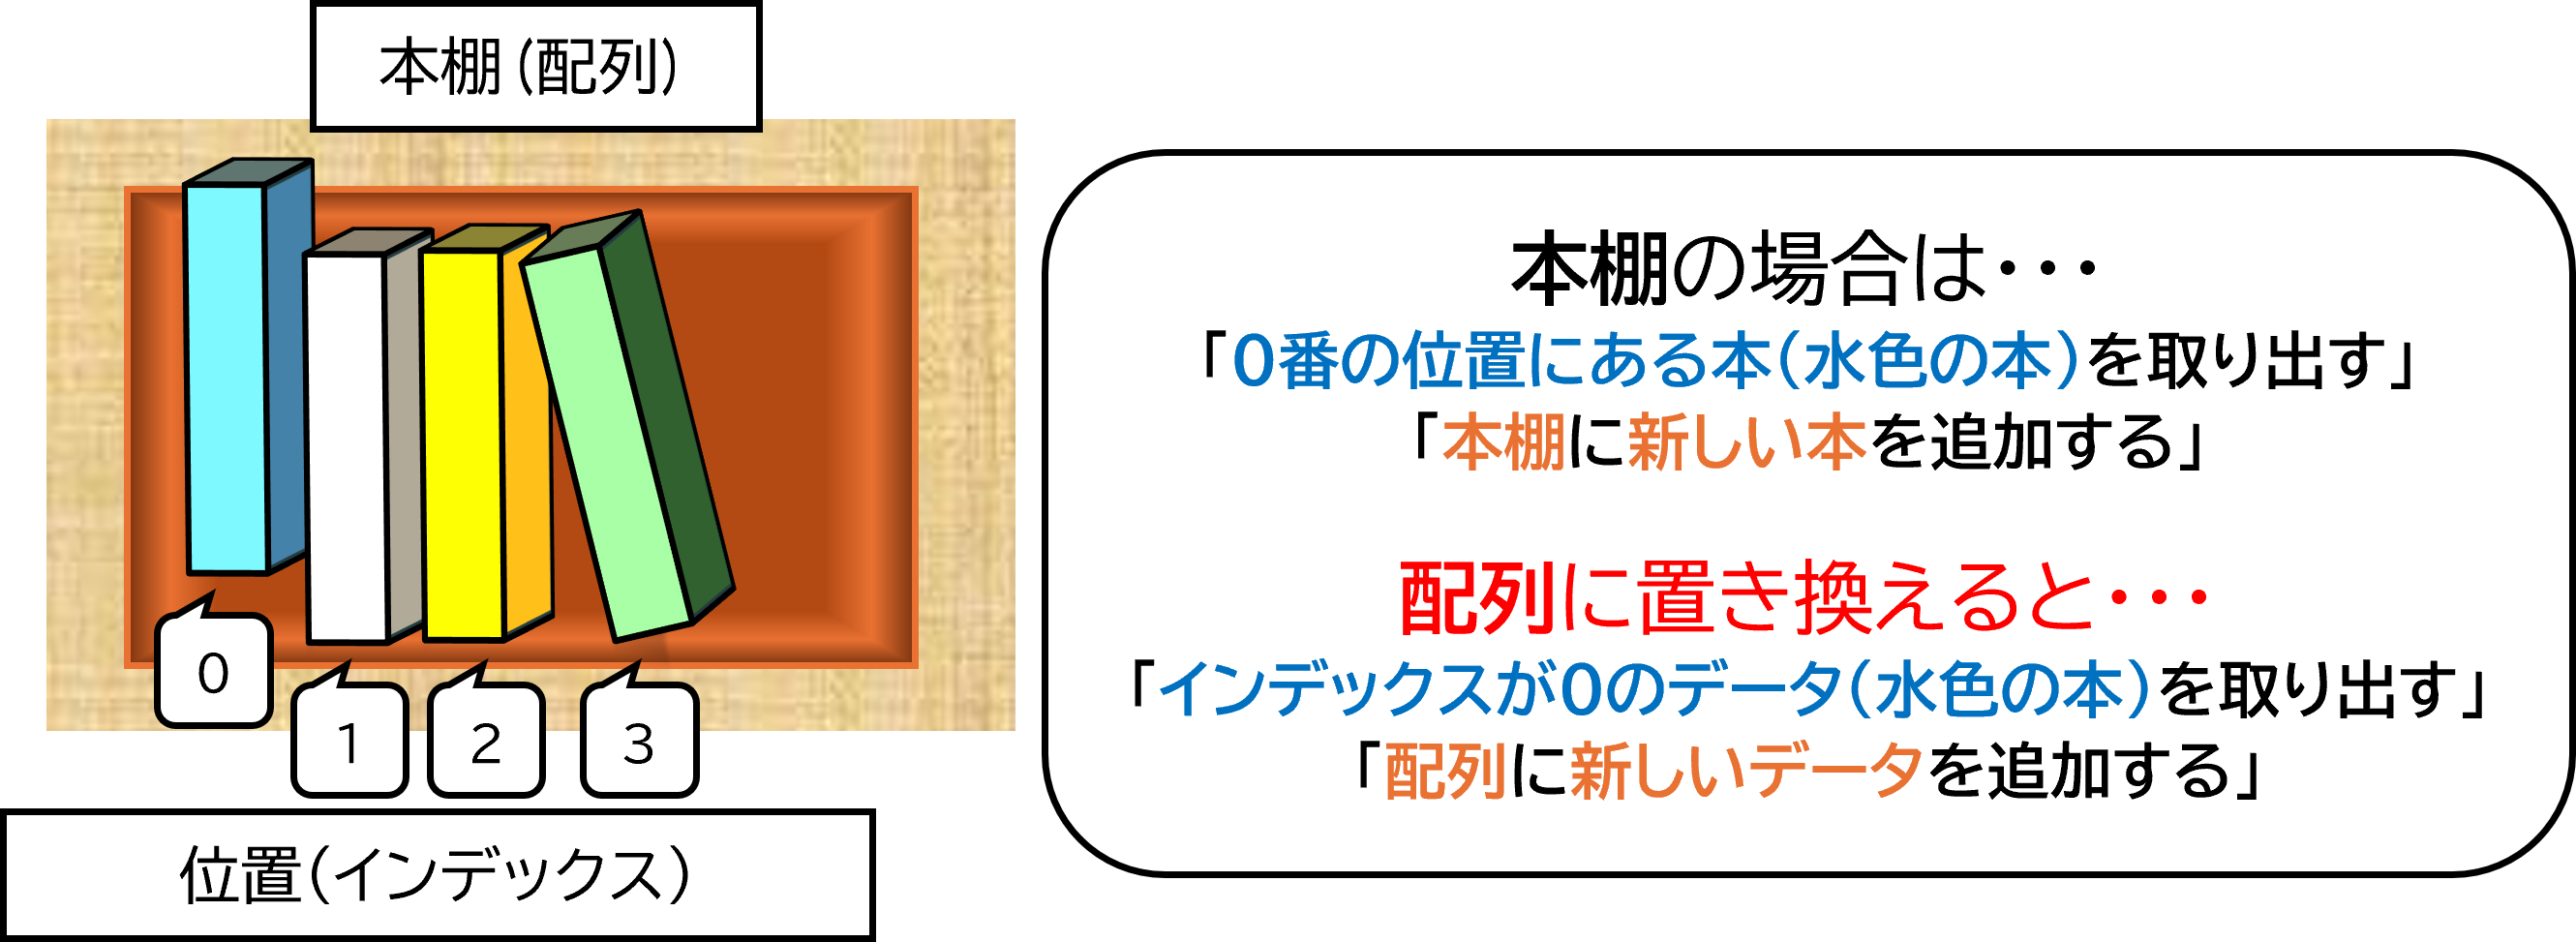 本棚(配列)
0
1
2
3
位置(インデックス)
本棚の場合は・・・
「0番の位置にある本(水色の本)を取り出す」
「本棚に新しい本を追加する」
配列に置き換えると・・・
「インデックスが0のデータ(水色の本)を取り出す」
「配列に新しいデータを追加する」